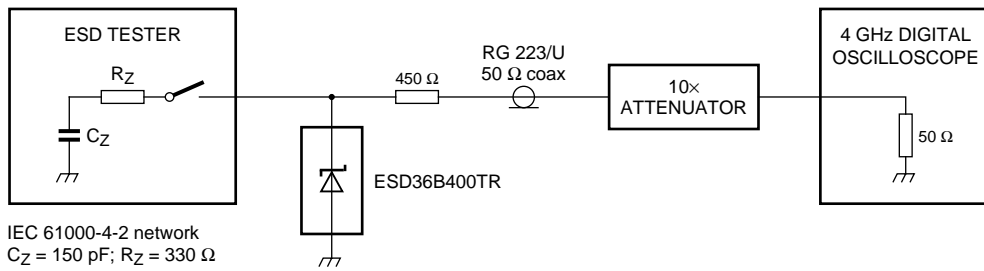 ESD TESTER
RZ
CZ
450 Ω
RG 223/U
50 Ω coax
10×
ATTENUATOR
4 GHz DIGITAL
OSCILLOSCOPE
50 Ω
ESD36B400TR
IEC 61000-4-2 network
CZ = 150 pF; RZ = 330 Ω